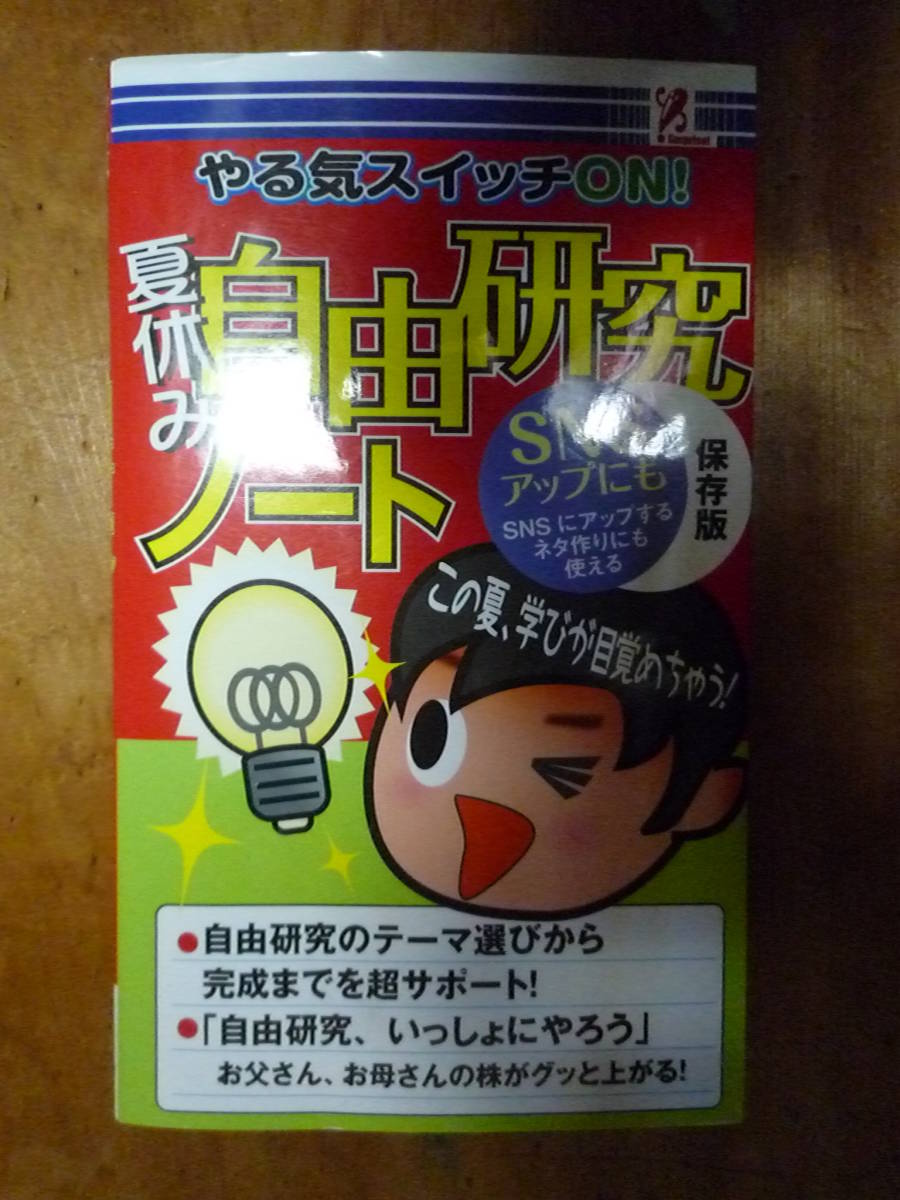 やる気スイッチON!
夏休み
自由研究
ノート
SNS
アップにも
SNSにアップする
ネタ作りにも
使える
保存版
この夏、学びが目覚めちゃう!
●自由研究のテーマ選びから
完成までを超サポート!
●「自由研究、いっしょにやろう」
お父さん、お母さんの株がグッと上がる!